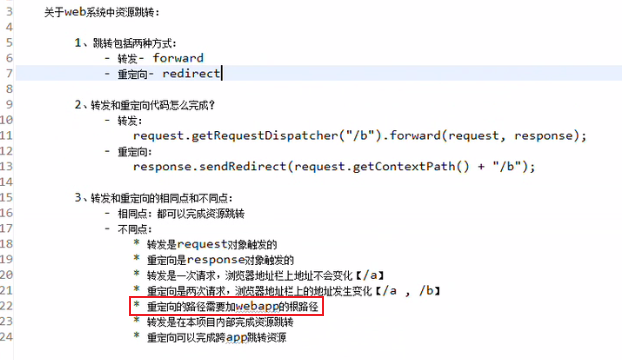 3 关于web系统中资源跳转:
4
5 1、跳转包括两种方式:
6 - 转发- forward
7 - 重定向- redirect
8
9 2、转发和重定向代码怎么完成?
10 - 转发:
11 request.getRequestDispatcher("/b").forward(request, response);
12 - 重定向:
13 response.sendRedirect(request.getContextPath() + "/b");
14
15 3、转发和重定向的相同点和不同点:
16 - 相同点: 都可以完成资源跳转
17 - 不同点:
18 * 转发是request对象触发的
19 * 重定向是response对象触发的
20 * 转发是一次请求, 浏览器地址栏上地址不会变化【/a】
21 * 重定向是两次请求, 浏览器地址栏上的地址发生变化【/a , /b】
22 * 重定向的路径需要加webapp的根路径
23 * 转发是在本项目内部完成资源跳转
24 * 重定向可以完成跨app跳转资源